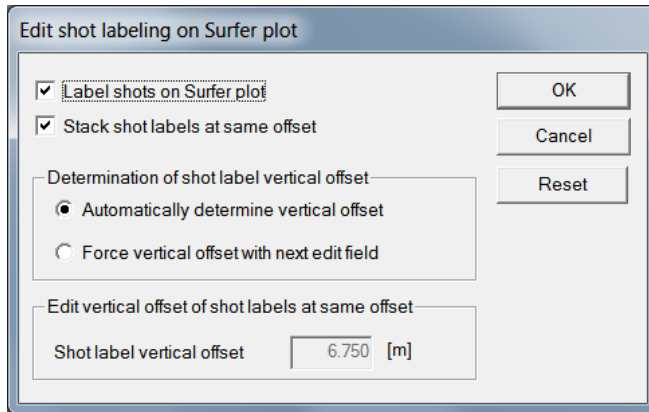 Edit shot labeling on Surfer plot
Label shots on Surfer plot
OK
Stack shot labels at same offset
Cancel
Determination of shot label vertical offset
Reset
Automatically determine vertical offset
Force vertical offset with next edit field
Edit vertical offset of shot labels at same offset
Shot label vertical offset 6.750 [m]